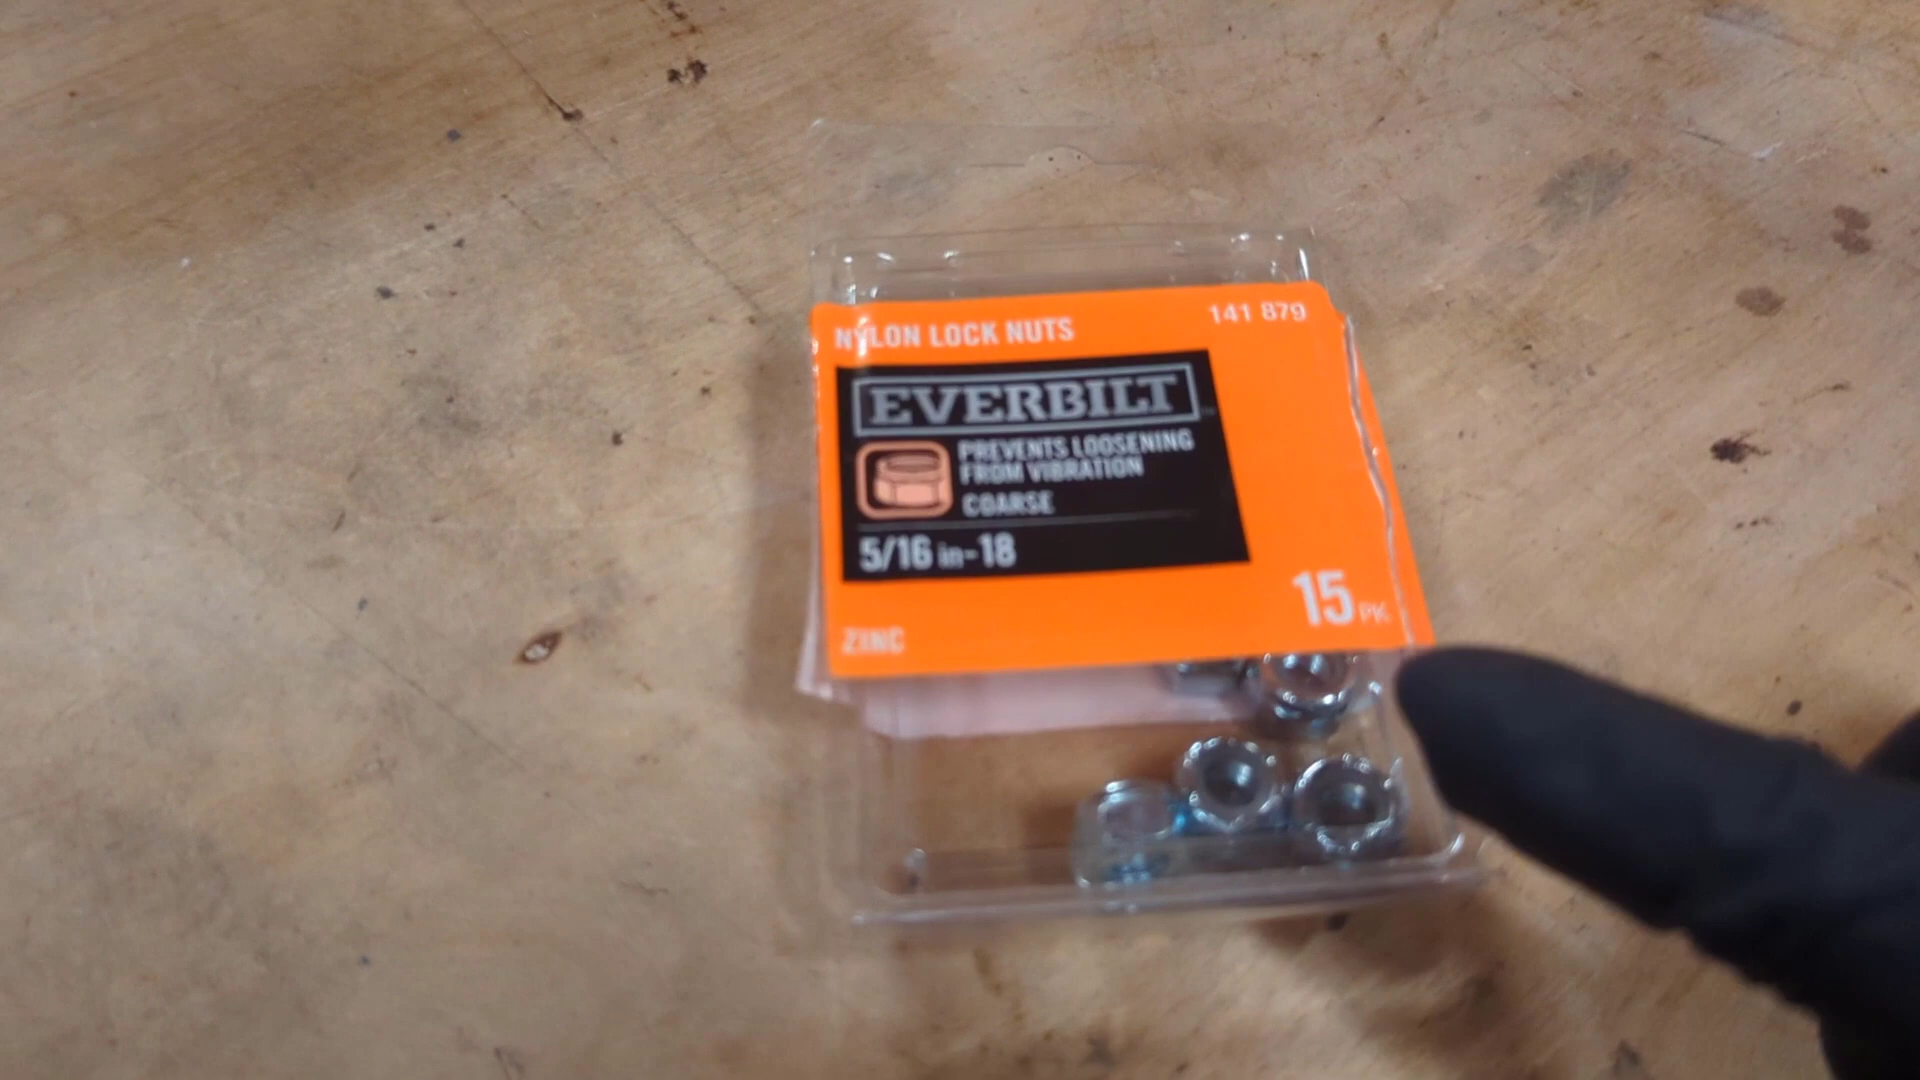 NYLON LOCK NUTS
141 879
EVERBILT
PREVENTS LOOSENING
FROM VIBRATION
COARSE
5/16 in-18
15 PK
ZINC